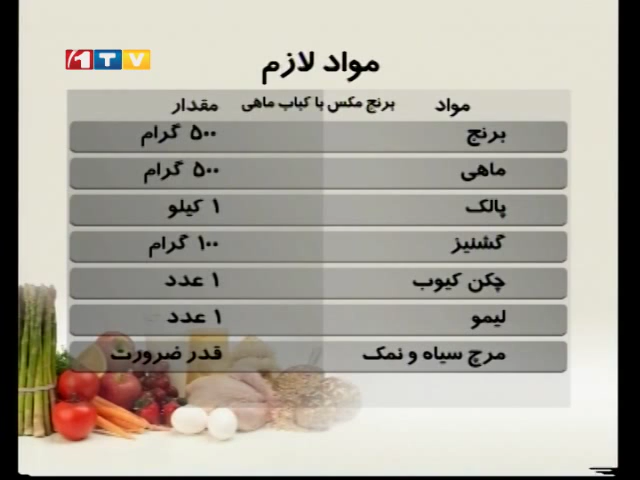 ATV
مواد لازم
مواد برنج مکس با کباب ماهی مقدار
برنج ۵۰۰ گرام
ماهی ۵۰۰ گرام
پالک ۱ کیلو
گشنیز ۱۰۰ گرام
چکن کیوب ۱ عدد
لیمو ۱ عدد
مرچ سیاه و نمک قدر ضرورت